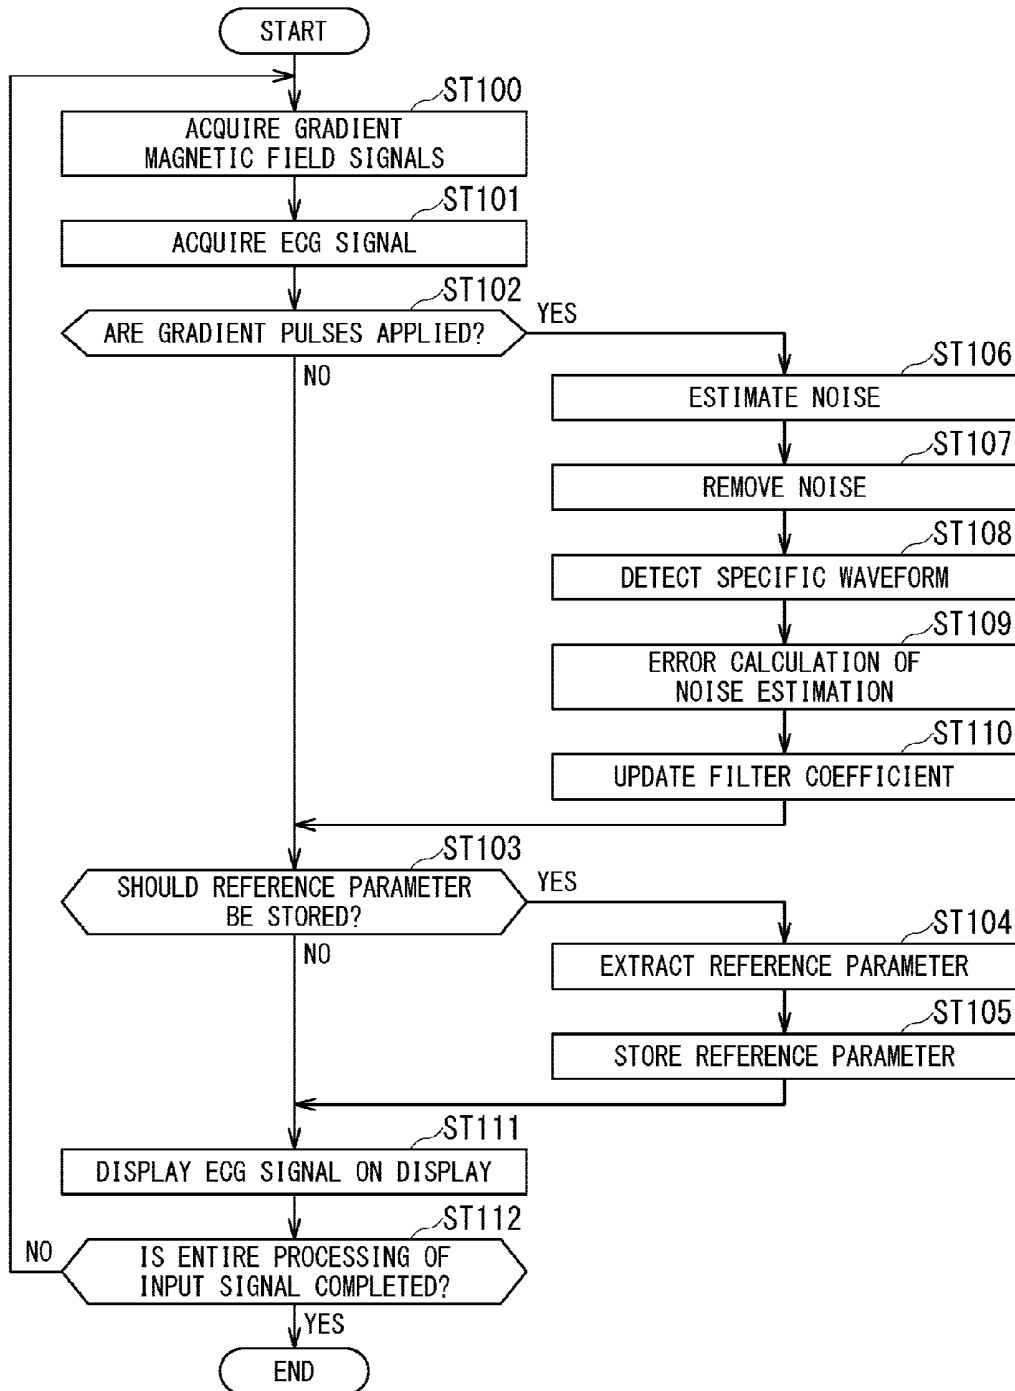 START
ST100
ACQUIRE GRADIENT
MAGNETIC FIELD SIGNALS
ST101
ACQUIRE ECG SIGNAL
ST102
ARE GRADIENT PULSES APPLIED?
YES
NO
ST106
ESTIMATE NOISE
ST107
REMOVE NOISE
ST108
DETECT SPECIFIC WAVEFORM
ST109
ERROR CALCULATION OF
NOISE ESTIMATION
ST110
UPDATE FILTER COEFFICIENT
ST103
SHOULD REFERENCE PARAMETER
BE STORED?
YES
NO
ST104
EXTRACT REFERENCE PARAMETER
ST105
STORE REFERENCE PARAMETER
ST111
DISPLAY ECG SIGNAL ON DISPLAY
ST112
IS ENTIRE PROCESSING OF
INPUT SIGNAL COMPLETED?
NO
YES
END